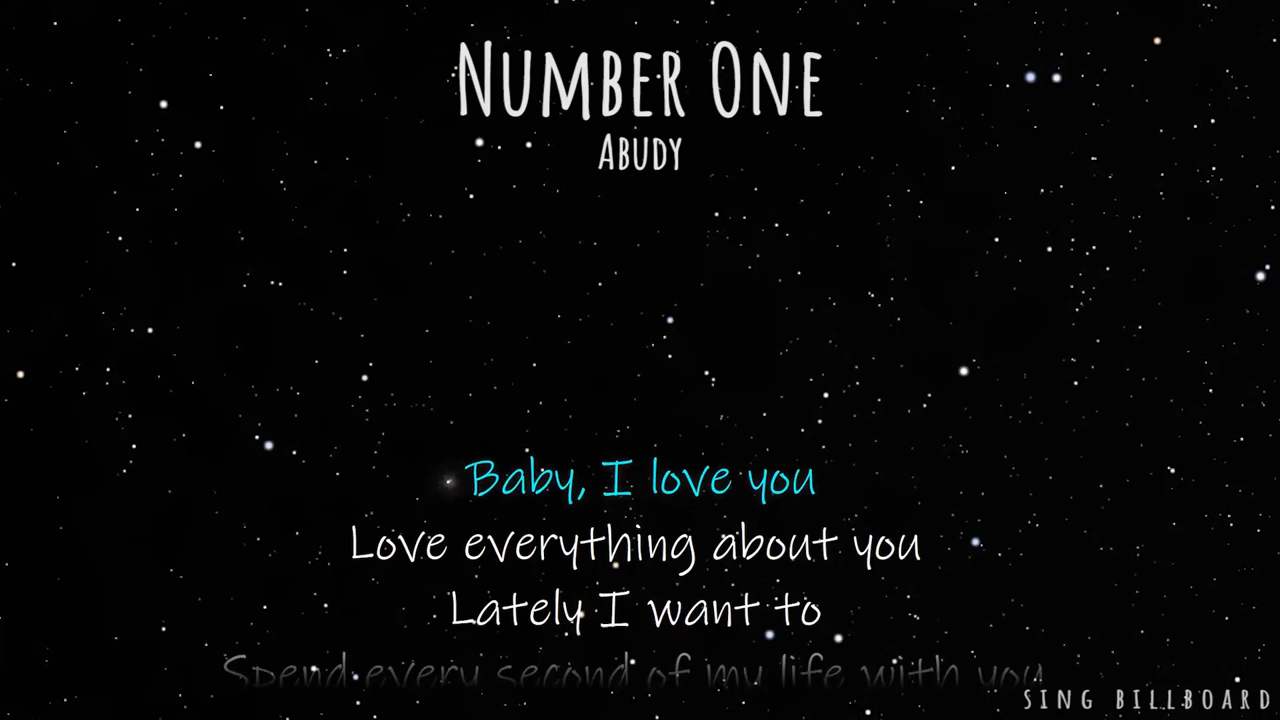 Number One
Abudy
Baby, I love you
Love everything about you
Lately I want to
Spend every second of my life with you
SING BILLBOARD